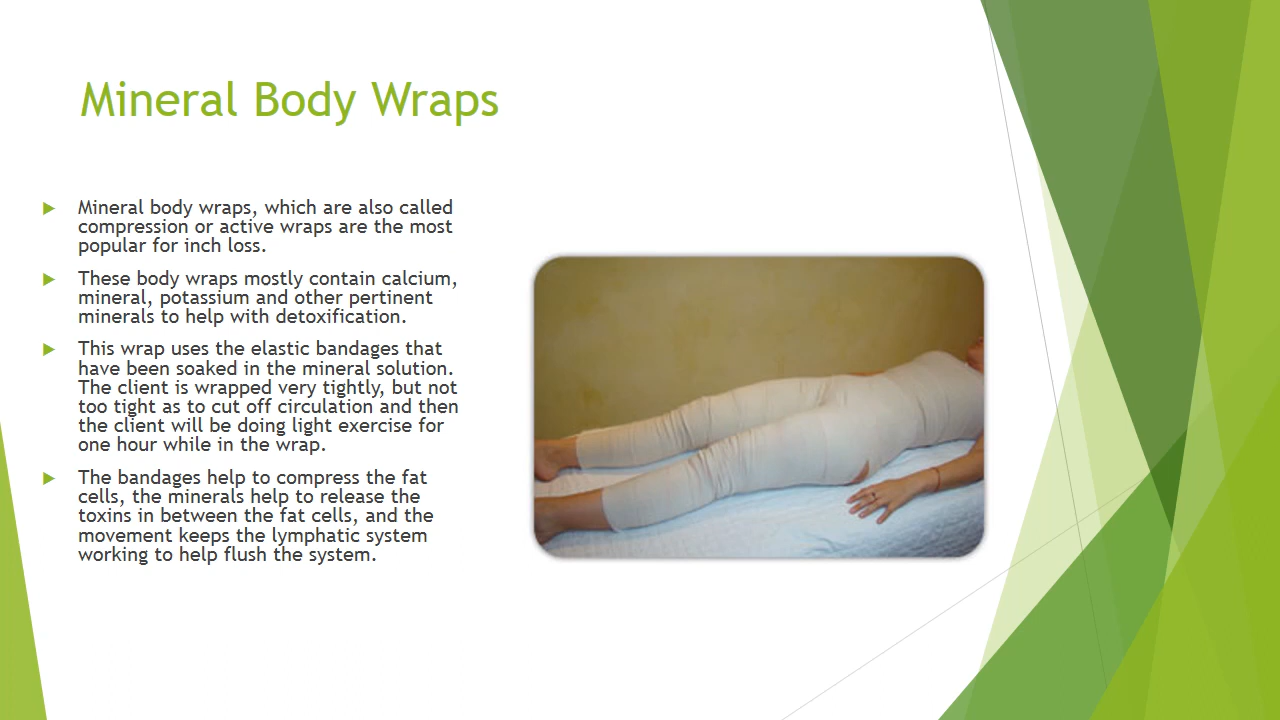 Mineral Body Wraps
Mineral body wraps, which are also called
compression or active wraps are the most
popular for inch loss.
These body wraps mostly contain calcium,
mineral, potassium and other pertinent
minerals to help with detoxification.
This wrap uses the elastic bandages that
have been soaked in the mineral solution.
The client is wrapped very tightly, but not
too tight as to cut off circulation and then
the client will be doing light exercise for
one hour while in the wrap.
The bandages help to compress the fat
cells, the minerals help to release the
toxins in between the fat cells, and the
movement keeps the lymphatic system
working to help flush the system.